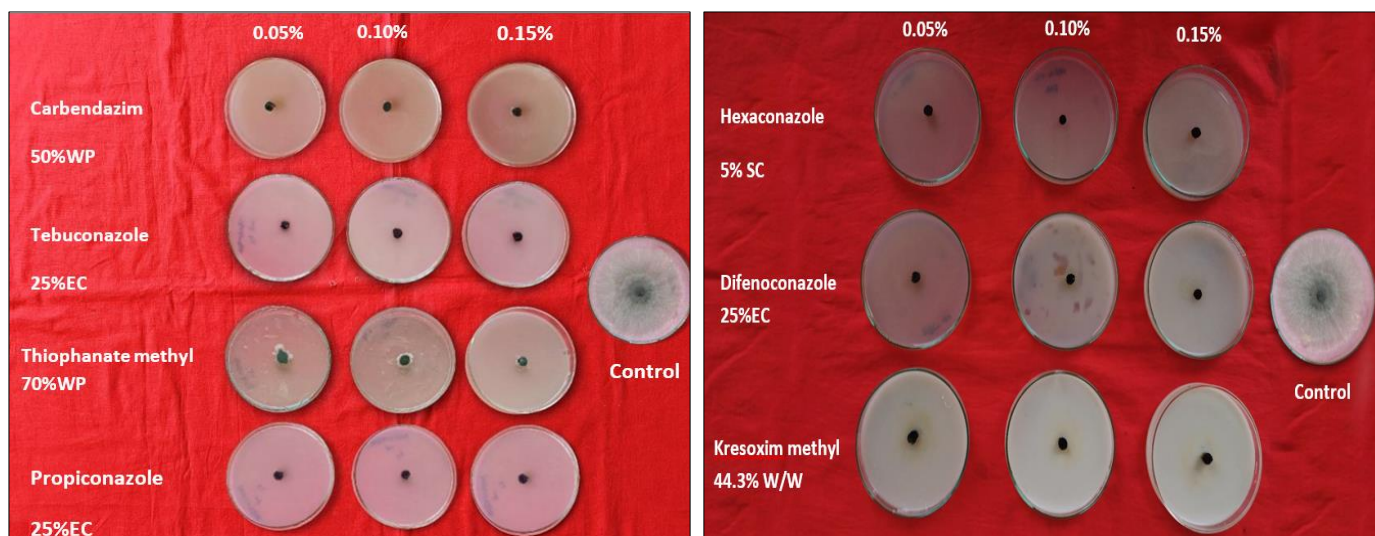 0.05% 0.10% 0.15%
Carbendazim
50%WP
Tebuconazole
25%EC
Thiophanate methyl
70%WP
Propiconazole
25%EC
Control
0.05% 0.10% 0.15%
Hexaconazole
5% SC
Difenoconazole
25%EC
Kresoxim methyl
44.3% W/W
Control